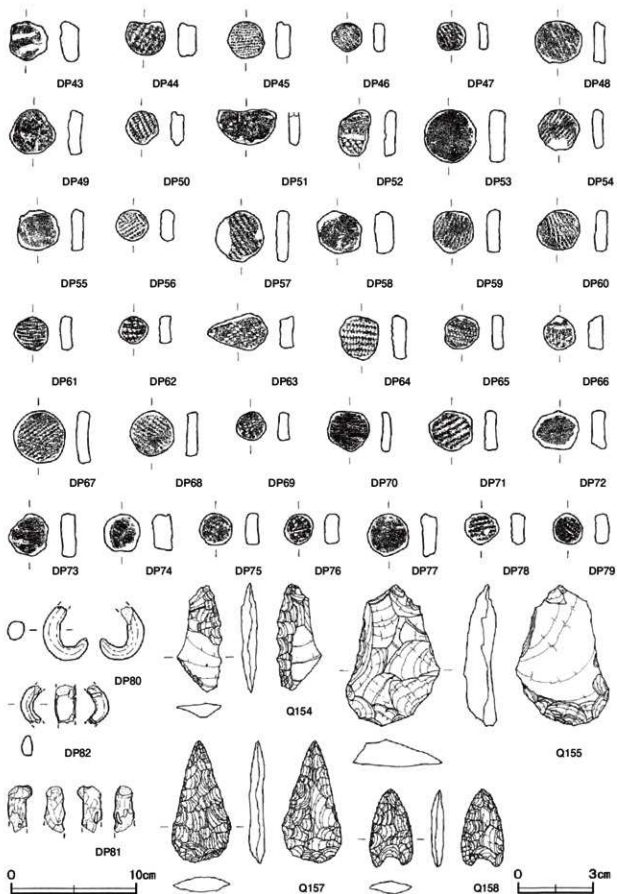 DP43 DP44 DP45 DP46 DP47 DP48
DP49 DP50 DP51 DP52 DP53 DP54
DP55 DP56 DP57 DP58 DP59 DP60
DP61 DP62 DP63 DP64 DP65 DP66
DP67 DP68 DP69 DP70 DP71 DP72
DP73 DP74 DP75 DP76 DP77 DP78 DP79
DP80
Q154
DP82
Q155
DP81
Q157
Q158
0 10cm
0 3cm